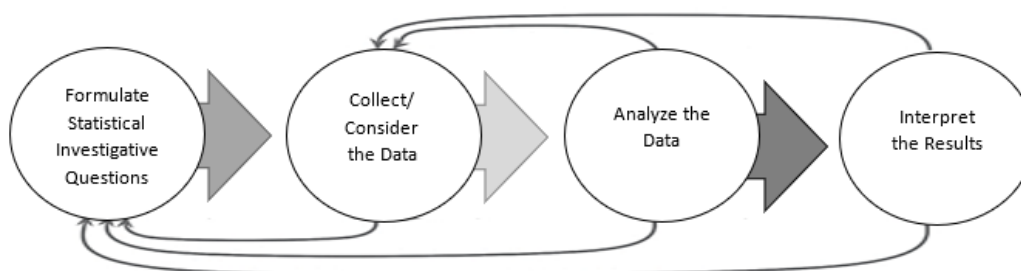 Formulate
Statistical
Investigative
Questions
Collect/
Consider
the Data
Analyze the
Data
Interpret
the Results